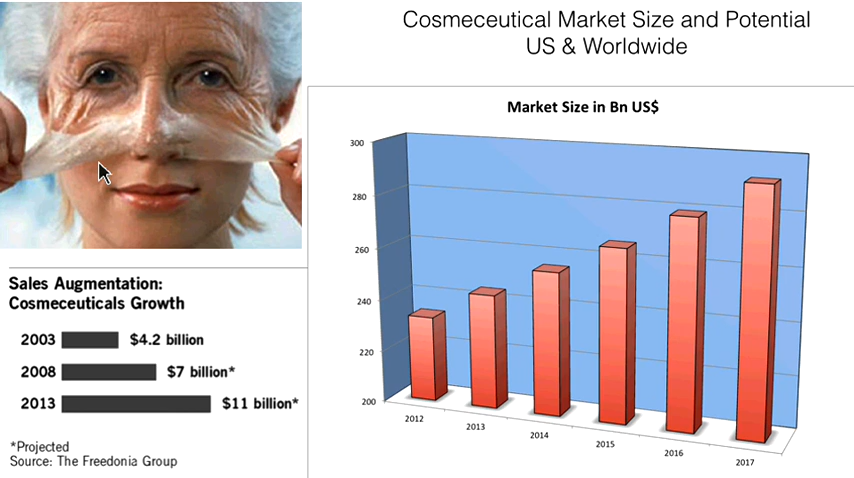 Cosmeceutical Market Size and Potential
US & Worldwide
Sales Augmentation:
Cosmeceuticals Growth
2003 $4.2 billion
2008 $7 billion*
2013 $11 billion*
*Projected
Source: The Freedonia Group
Market Size in Bn US$
300
280
260
240
220
200
2012 2013 2014 2015 2016 2017